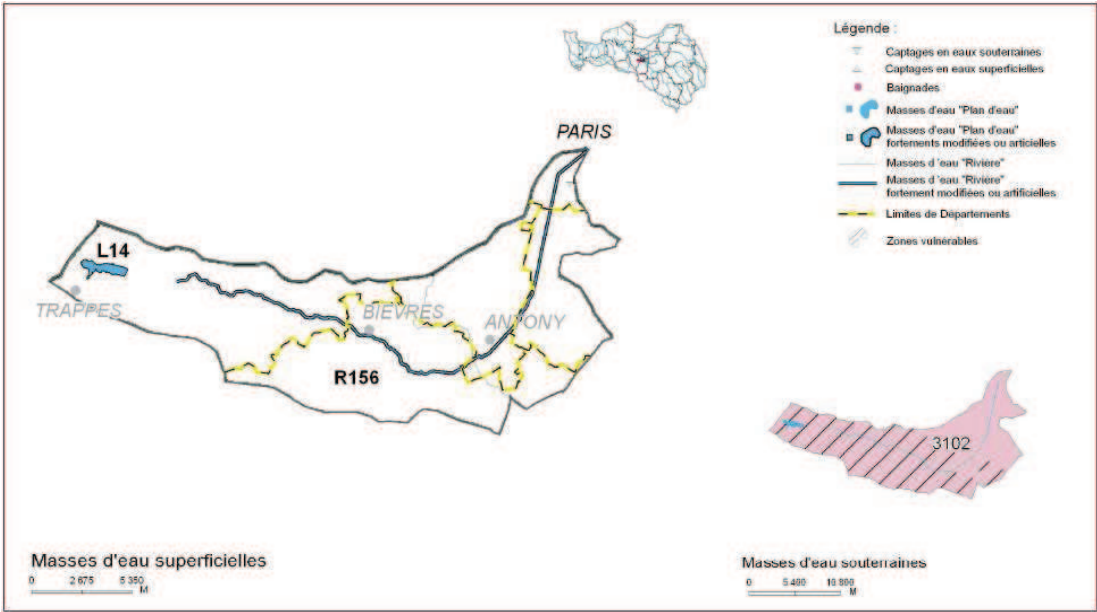 Légende :
Captages en eaux souterraines
Captages en eaux superficielles
Baignades
Masses d'eau "Plan d'eau"
Masses d'eau "Plan d'eau"
fortements modifiées ou articielles
Masses d 'eau "Rivière"
Masses d 'eau "Rivière"
fortement modifiées ou artificielles
Limites de Départements
Zones vulnérables
PARIS
L14
TRAPPES
BIEVRES
ANTONY
R156
3102
Masses d'eau superficielles
0 2 675 5 350
M
Masses d'eau souterraines
0 5 400 10 800
M